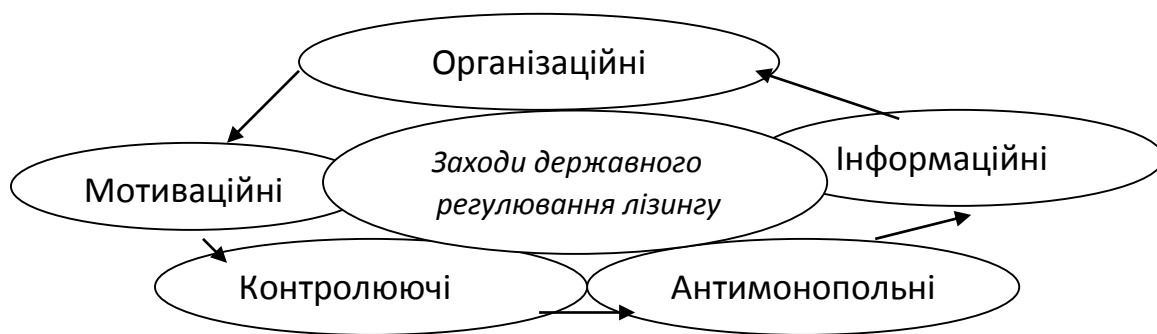 Організаційні
Заходи державного
регулювання лізингу
Інформаційні
Мотиваційні
Контролюючі
Антимонопольні